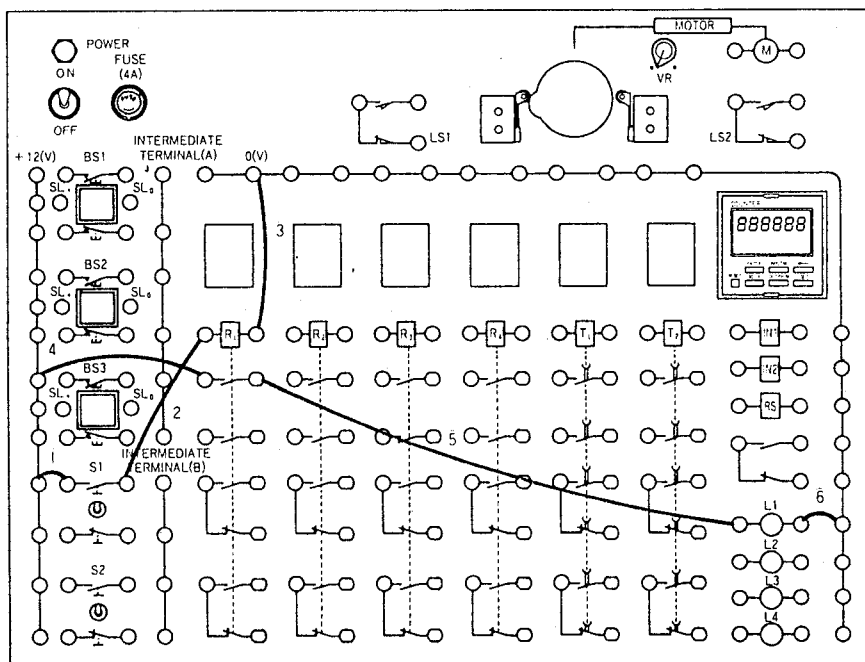 MOTOR
POWER
ON
FUSE
(4A)
OFF
VR
M
LS1
LS2
INTERMEDIATE
TERMINAL(A)
+12(V)
BS1
0(V)
SL
SL
3
COUNTER
888888
BS2
SL
SL
4
R₁
R₂
R₃
R₄
T₁
T₂
IN1
IN2
RS
BS3
SL
SL
2
5
1
S1
INTERMEDIATE
TERMINAL(B)
L1
6
S2
L2
L3
L4